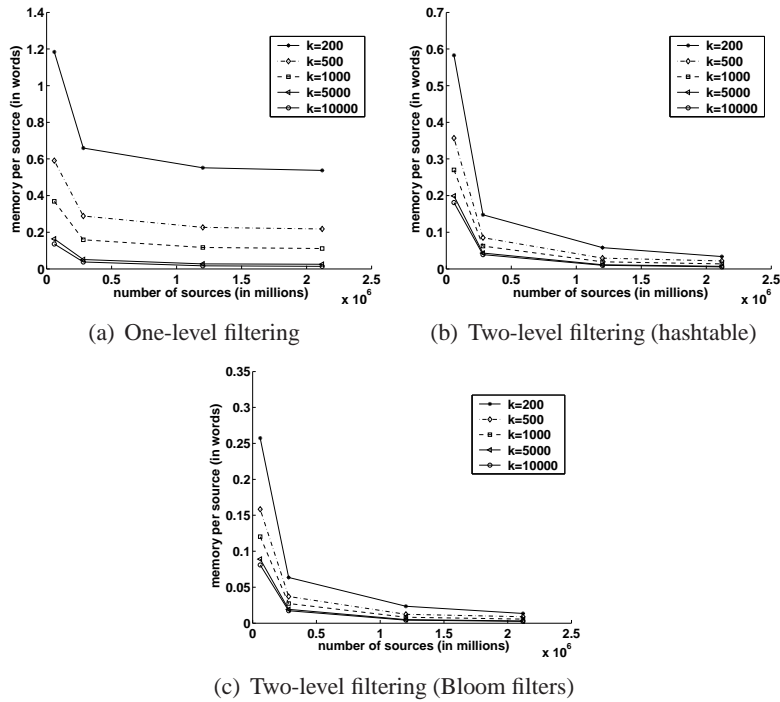 1.4
1.2
1
0.8
0.6
0.4
0.2
0
memory per source (in words)
k=200
k=500
k=1000
k=5000
k=10000
0 0.5 1 1.5 2 2.5
number of sources (in millions)
x 10^6
(a) One-level filtering
0.7
0.6
0.5
0.4
0.3
0.2
0.1
0
memory per source (in words)
k=200
k=500
k=1000
k=5000
k=10000
0 0.5 1 1.5 2 2.5
number of sources (in millions)
x 10^6
(b) Two-level filtering (hashtable)
0.35
0.3
0.25
0.2
0.15
0.1
0.05
0
memory per source (in words)
k=200
k=500
k=1000
k=5000
k=10000
0 0.5 1 1.5 2 2.5
number of sources (in millions)
x 10^6
(c) Two-level filtering (Bloom filters)